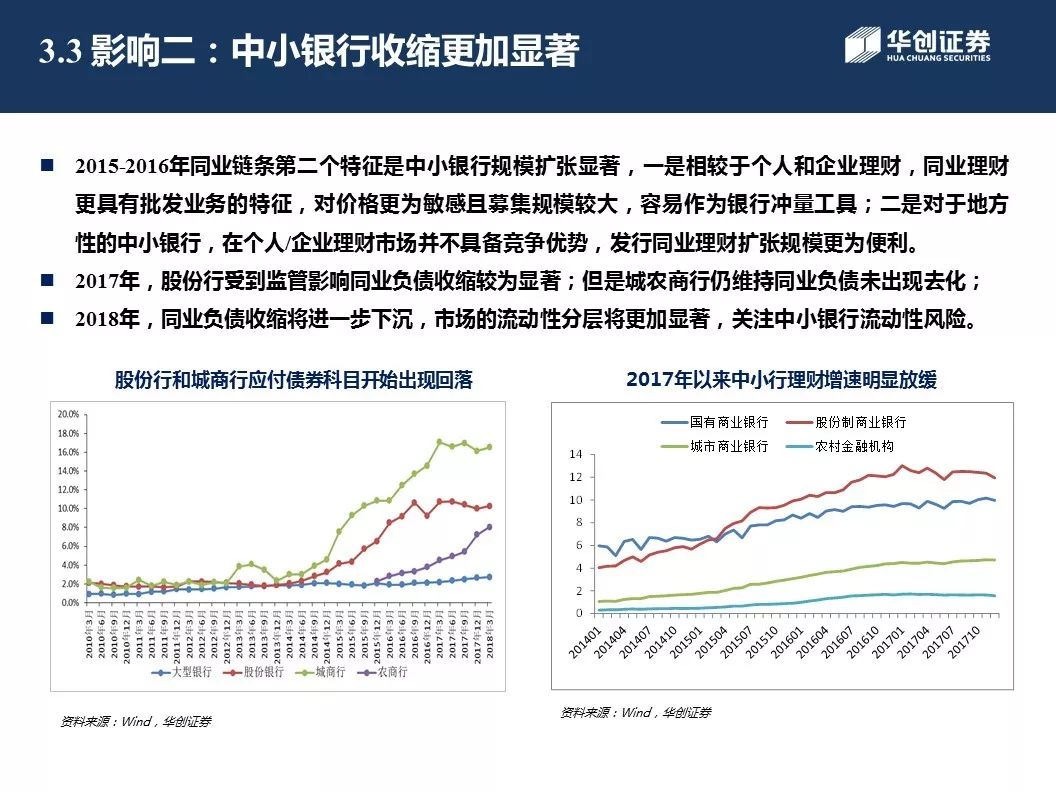 3.3 影响二：中小银行收缩更加显著
华创证券
HUA CHUANG SECURITIES
2015-2016年同业链条第二个特征是中小银行规模扩张显著，一是相较于个人和企业理财，同业理财
更具有批发业务的特征，对价格更为敏感且募集规模较大，容易作为银行冲量工具；二是对于地方
性的中小银行，在个人/企业理财市场并不具备竞争优势，发行同业理财扩张规模更为便利。
2017年，股份行受到监管影响同业负债收缩较为显著；但是城农商行仍维持同业负债未出现去化；
2018年，同业负债收缩将进一步下沉，市场的流动性分层将更加显著，关注中小银行流动性风险。
股份行和城商行应付债券科目开始出现回落
20.0%
18.0%
16.0%
14.0%
12.0%
10.0%
8.0%
6.0%
4.0%
2.0%
0.0%
2010年3月
2010年6月
2010年9月
2010年12月
2011年3月
2011年6月
2011年9月
2011年12月
2012年3月
2012年6月
2012年9月
2012年12月
2013年3月
2013年6月
2013年9月
2013年12月
2014年3月
2014年6月
2014年9月
2014年12月
2015年3月
2015年6月
2015年9月
2015年12月
2016年3月
2016年6月
2016年9月
2016年12月
2017年3月
2017年6月
2017年9月
2017年12月
2018年3月
大型银行 股份银行 城商行 农商行
资料来源：Wind，华创证券
2017年以来中小行理财增速明显放缓
国有商业银行 股份制商业银行
城市商业银行 农村金融机构
14
12
10
8
6
4
2
0
201401
201404
201407
201410
201501
201504
201507
201510
201601
201604
201607
201610
201701
201704
201707
201710
资料来源：Wind，华创证券